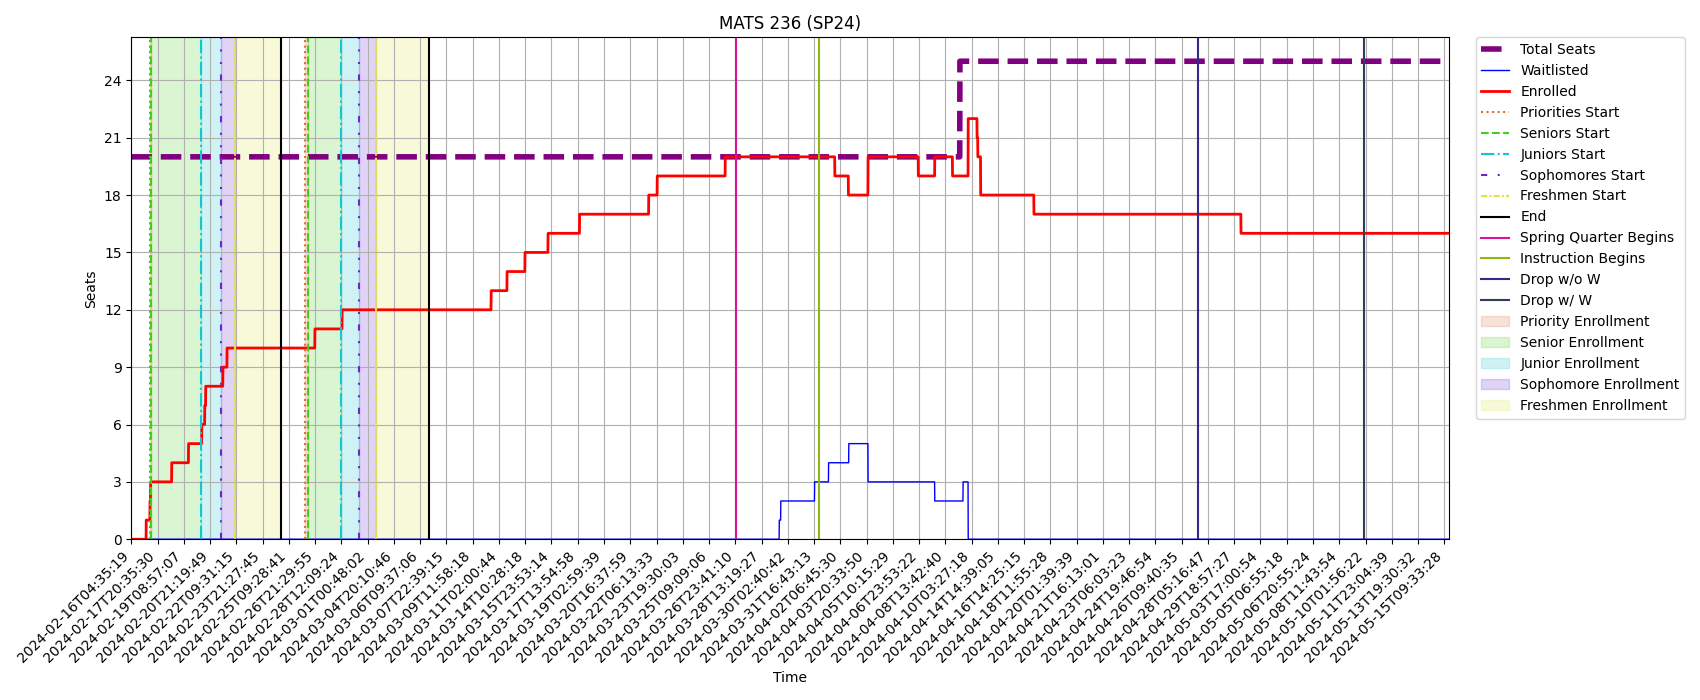 MATS 236 (SP24)
Seats
24
21
18
15
12
9
6
3
0
2024-02-16T04:35:19
2024-02-17T20:35:30
2024-02-19T08:57:07
2024-02-20T21:19:49
2024-02-22T09:31:15
2024-02-23T21:27:45
2024-02-25T09:28:41
2024-02-26T21:29:55
2024-02-28T12:09:24
2024-03-01T00:48:02
2024-03-04T20:10:46
2024-03-06T09:37:06
2024-03-07T22:39:15
2024-03-09T11:58:18
2024-03-11T02:00:44
2024-03-14T10:28:18
2024-03-15T23:53:14
2024-03-17T13:54:58
2024-03-19T02:59:39
2024-03-20T16:37:59
2024-03-22T06:13:33
2024-03-23T19:30:03
2024-03-25T09:09:06
2024-03-26T23:41:10
2024-03-28T13:19:27
2024-03-30T02:40:42
2024-03-31T16:43:13
2024-04-02T06:45:30
2024-04-03T20:33:50
2024-04-05T10:15:29
2024-04-06T23:53:22
2024-04-08T13:42:40
2024-04-10T03:27:18
2024-04-14T14:39:05
2024-04-16T14:25:15
2024-04-18T11:55:28
2024-04-20T01:39:39
2024-04-21T16:13:01
2024-04-23T06:03:23
2024-04-24T19:46:54
2024-04-26T09:40:35
2024-04-28T05:16:47
2024-04-29T18:57:27
2024-05-03T17:00:54
2024-05-05T06:55:18
2024-05-06T20:55:24
2024-05-08T11:43:54
2024-05-10T01:56:22
2024-05-11T23:04:39
2024-05-13T19:30:32
2024-05-15T09:33:28
Time
Total Seats
Waitlisted
Enrolled
Priorities Start
Seniors Start
Juniors Start
Sophomores Start
Freshmen Start
End
Spring Quarter Begins
Instruction Begins
Drop w/o W
Drop w/ W
Priority Enrollment
Senior Enrollment
Junior Enrollment
Sophomore Enrollment
Freshmen Enrollment